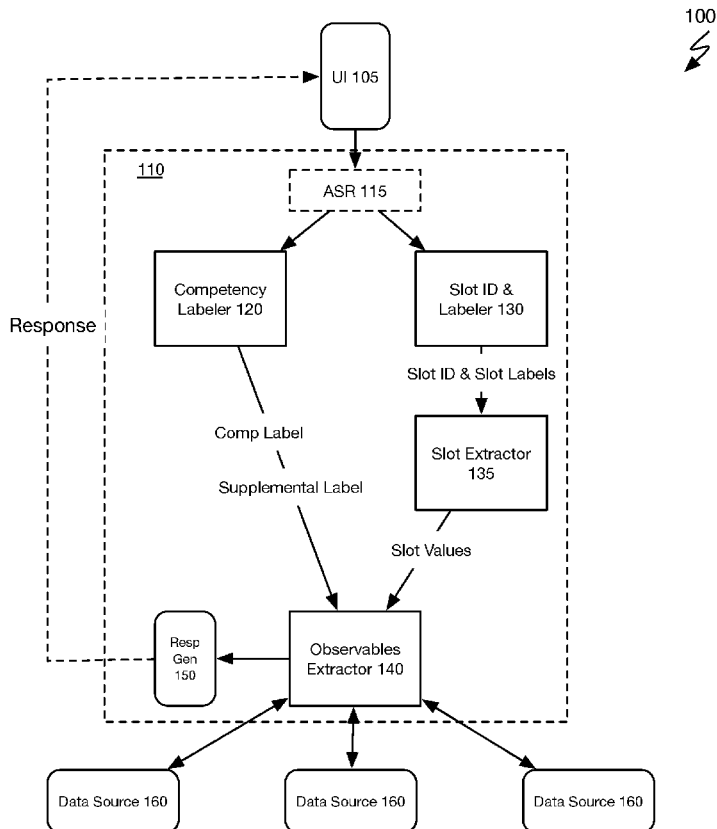 100
UI 105
110
ASR 115
Competency
Labeler 120
Slot ID &
Labeler 130
Response
Slot ID & Slot Labels
Comp Label
Slot Extractor
135
Supplemental Label
Slot Values
Resp
Gen
150
Observables
Extractor 140
Data Source 160
Data Source 160
Data Source 160